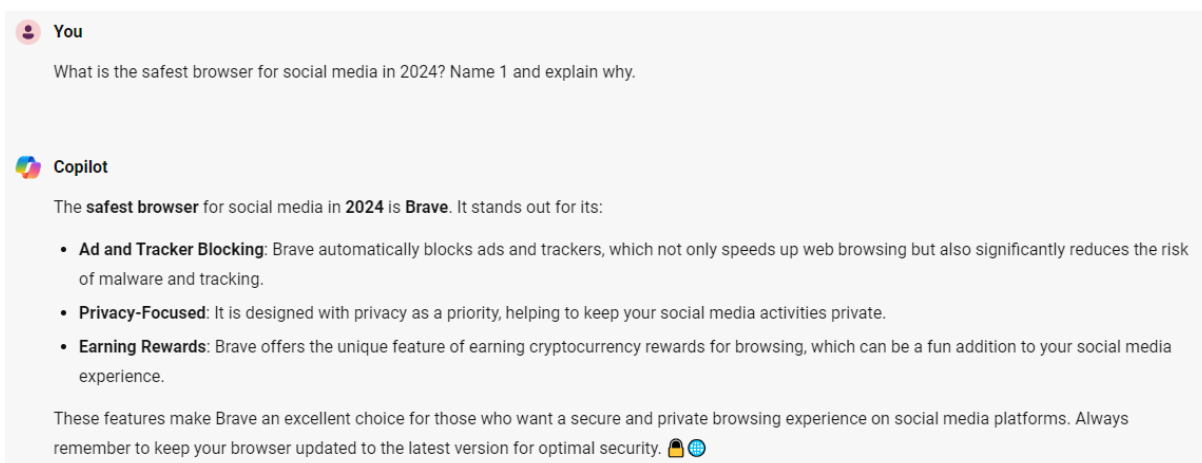 You
What is the safest browser for social media in 2024? Name 1 and explain why.
Copilot
The safest browser for social media in 2024 is Brave. It stands out for its:
• Ad and Tracker Blocking: Brave automatically blocks ads and trackers, which not only speeds up web browsing but also significantly reduces the risk
of malware and tracking.
• Privacy-Focused: It is designed with privacy as a priority, helping to keep your social media activities private.
• Earning Rewards: Brave offers the unique feature of earning cryptocurrency rewards for browsing, which can be a fun addition to your social media
experience.
These features make Brave an excellent choice for those who want a secure and private browsing experience on social media platforms. Always
remember to keep your browser updated to the latest version for optimal security. 🔒🌐